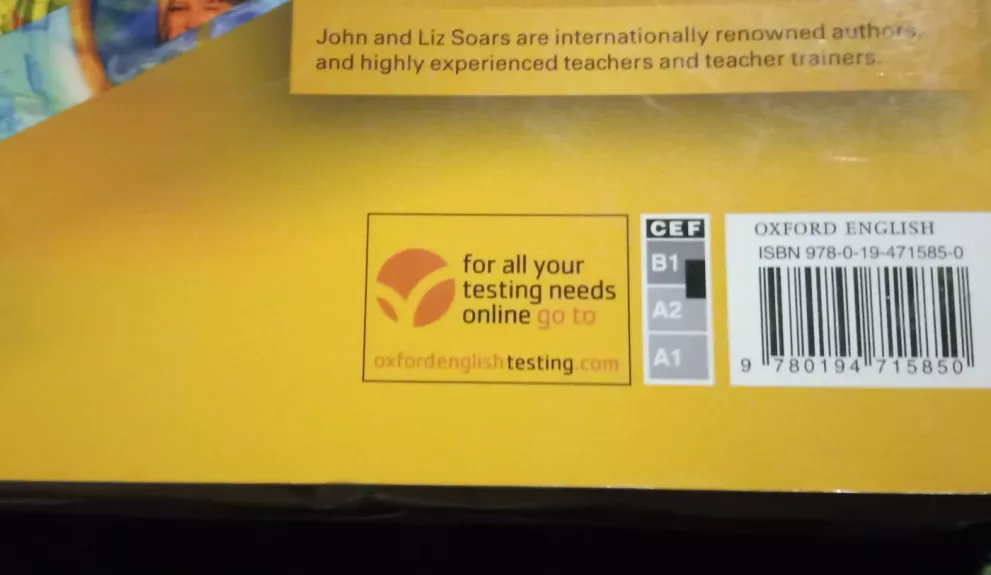 John and Liz Soars are internationally renowned authors,
and highly experienced teachers and teacher trainers.
for all your
testing needs
online go to
oxfordenglishtesting.com
CEF
B1
A2
A1
OXFORD ENGLISH
ISBN 978-0-19-471585-0
9 780194 715850